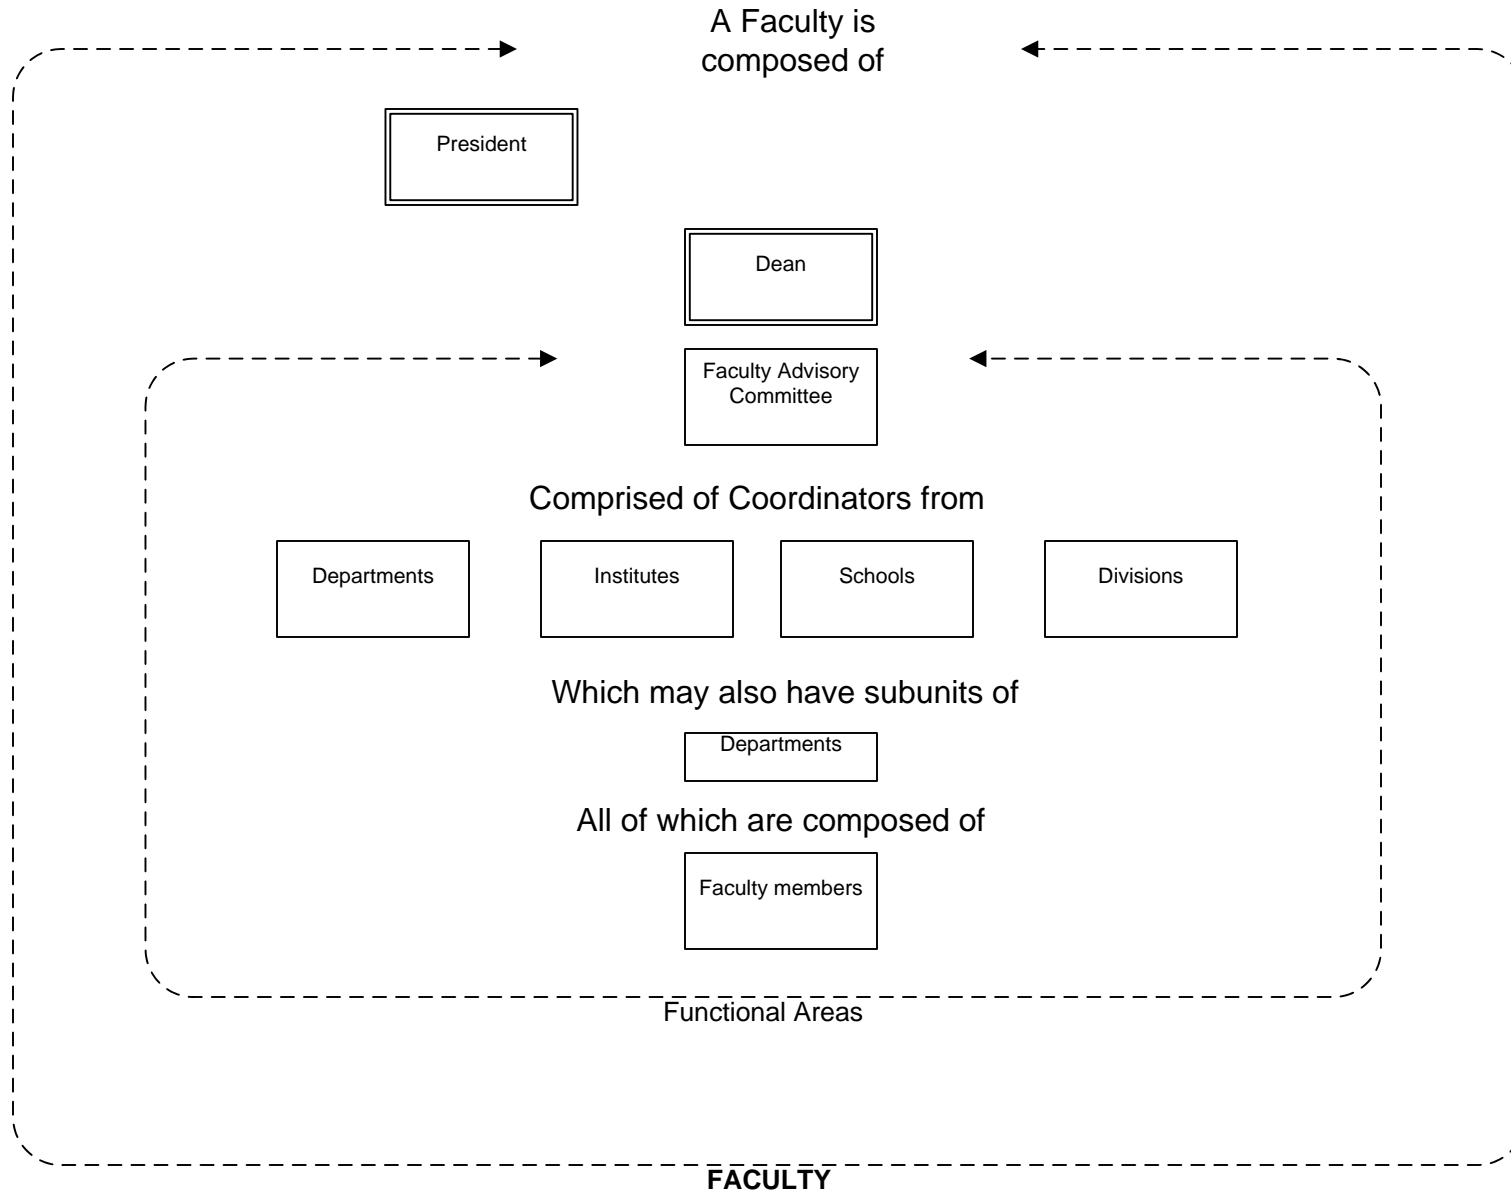 A Faculty is
composed of
President
Dean
Faculty Advisory
Committee
Comprised of Coordinators from
Departments
Institutes
Schools
Divisions
Which may also have subunits of
Departments
All of which are composed of
Faculty members
Functional Areas
FACULTY